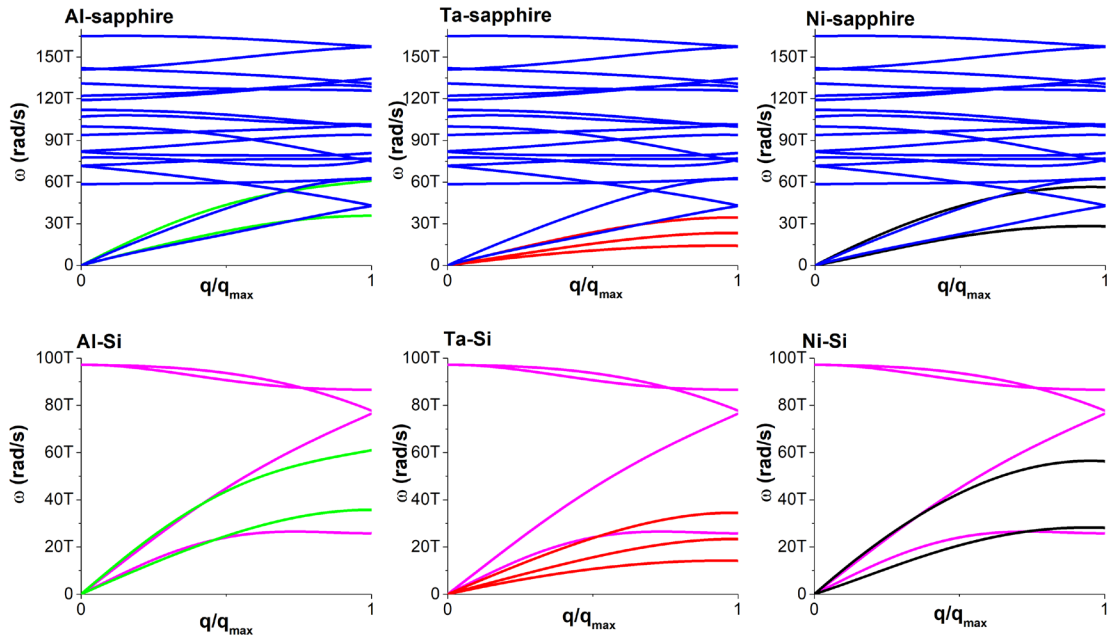 Al-sapphire
150T
120T
90T
60T
30T
0
ω (rad/s)
0
1
q/qmax
Ta-sapphire
150T
120T
90T
60T
30T
0
ω (rad/s)
0
1
q/qmax
Ni-sapphire
150T
120T
90T
60T
30T
0
ω (rad/s)
0
1
q/qmax
Al-Si
100T
80T
60T
40T
20T
0
ω (rad/s)
0
1
q/qmax
Ta-Si
100T
80T
60T
40T
20T
0
ω (rad/s)
0
1
q/qmax
Ni-Si
100T
80T
60T
40T
20T
0
ω (rad/s)
0
1
q/qmax